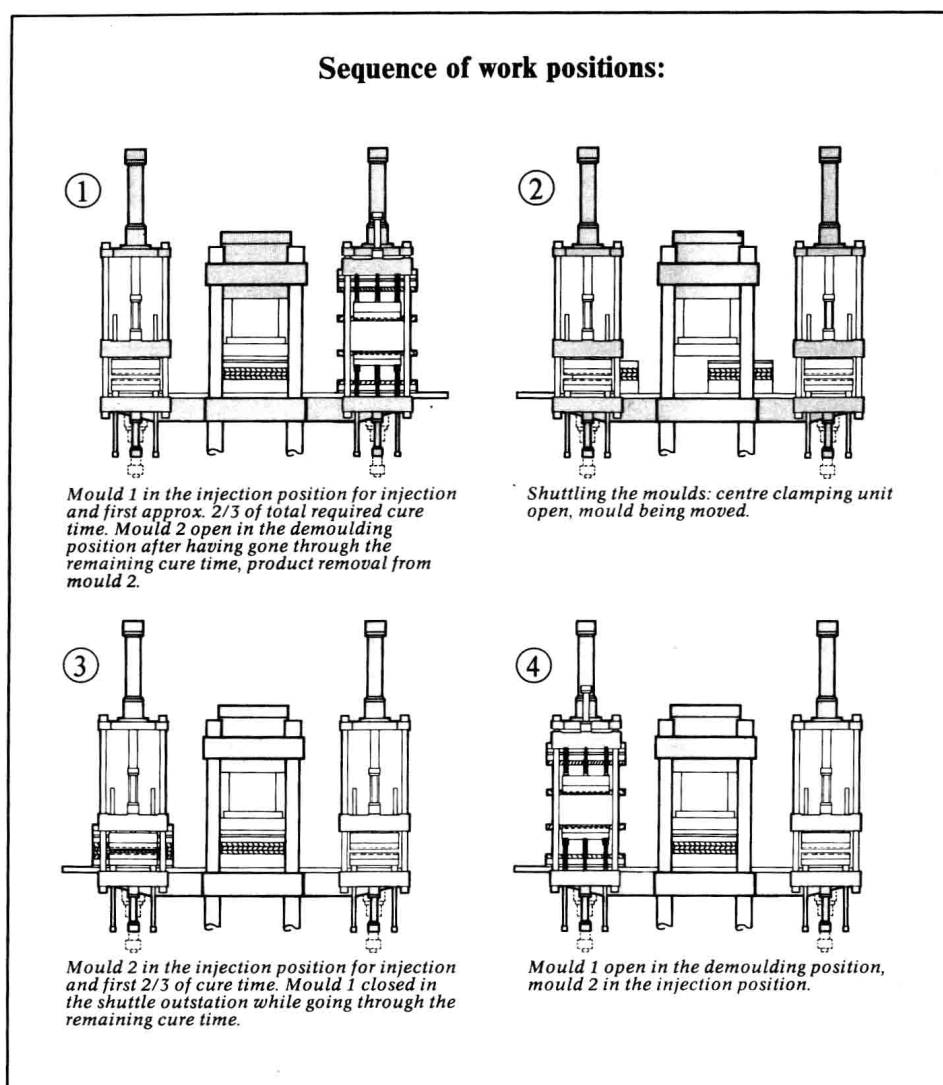 Sequence of work positions:
1
2
Mould 1 in the injection position for injection
and first approx. 2/3 of total required cure
time. Mould 2 open in the demoulding
position after having gone through the
remaining cure time, product removal from
mould 2.
Shuttling the moulds: centre clamping unit
open, mould being moved.
3
4
Mould 2 in the injection position for injection
and first 2/3 of cure time. Mould 1 closed in
the shuttle outstation while going through the
remaining cure time.
Mould 1 open in the demoulding position,
mould 2 in the injection position.